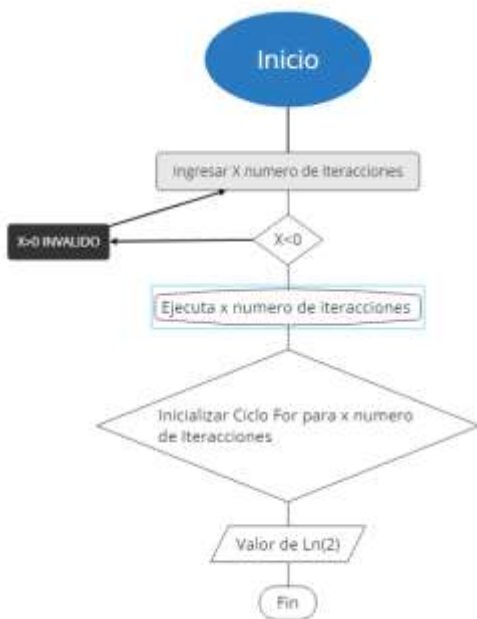 Inicio
Ingresar X numero de Iteracciones
X>0 INVALIDO
X<0
Ejecuta x numero de iteracciones
Inicializar Ciclo For para x numero
de Iteracciones
Valor de Ln(2)
Fin